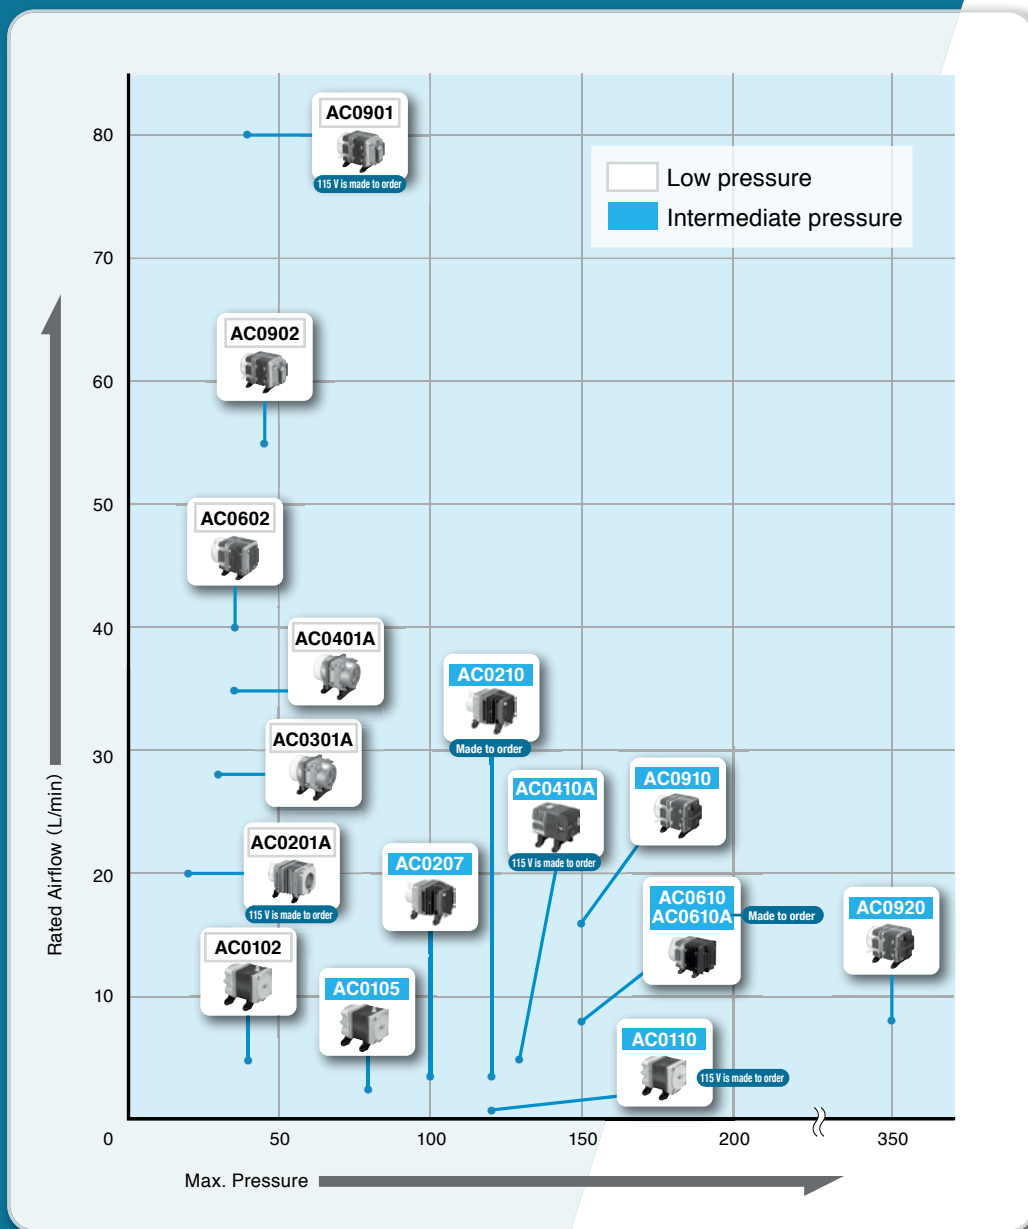 80
AC0901
115 V is made to order
Low pressure
Intermediate pressure
70
AC0902
60
50
AC0602
40
AC0401A
AC0210
Made to order
30
AC0301A
AC0410A
115 V is made to order
AC0910
AC0201A
115 V is made to order
20
AC0207
AC0610
AC0610A
Made to order
AC0920
AC0102
AC0105
10
AC0110
115 V is made to order
Rated Airflow (L/min)
0
50
100
150
200
350
Max. Pressure